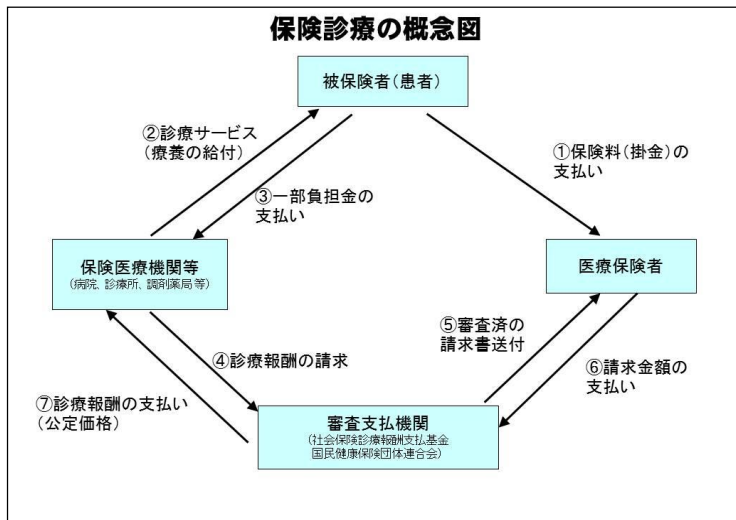 保険診療の概念図
被保険者(患者)
②診療サービス
(療養の給付)
①保険料(掛金)の
支払い
③一部負担金の
支払い
保険医療機関等
(病院、診療所、調剤薬局 等)
医療保険者
⑤審査済の
請求書送付
④診療報酬の請求
⑥請求金額の
支払い
⑦診療報酬の支払い
(公定価格)
審査支払機関
(社会保険診療報酬支払基金
国民健康保険団体連合会)